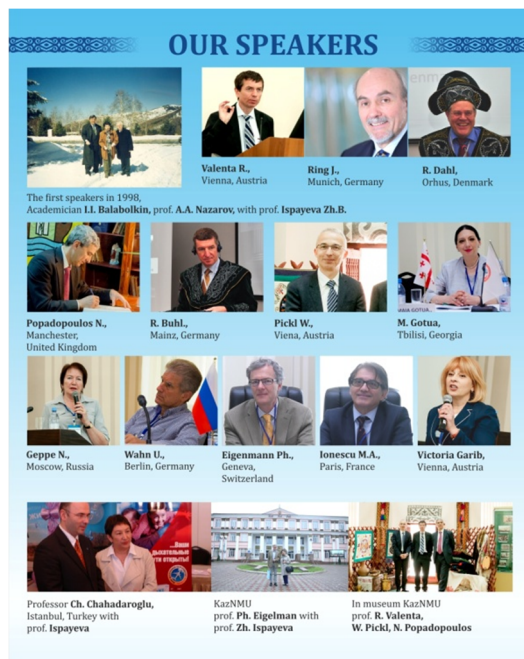 OUR SPEAKERS
The first speakers in 1998,
Academician I.I. Balabolkin, prof. A.A. Nazarov, with prof. Ispayeva Zh.B.
Valenta R.,
Vienna, Austria
Ring J.,
Munich, Germany
R. Dahl,
Orhus, Denmark
Popadopoulos N.,
Manchester,
United Kingdom
R. Buhl,
Mainz, Germany
Pickl W.,
Viena, Austria
M. Gotua,
Tbilisi, Georgia
Geppe N.,
Moscow, Russia
Wahn U.,
Berlin, Germany
Eigenmann Ph.,
Geneva,
Switzerland
Ionescu M.A.,
Paris, France
Victoria Garib,
Vienna, Austria
Professor Ch. Chahadaroglu,
Istanbul, Turkey with
prof. Ispayeva
KazNMU
prof. Ph. Eigelman with
prof. Zh. Ispayeva
In museum KazNMU
prof. R. Valenta,
W. Pickl, N. Popadopoulos